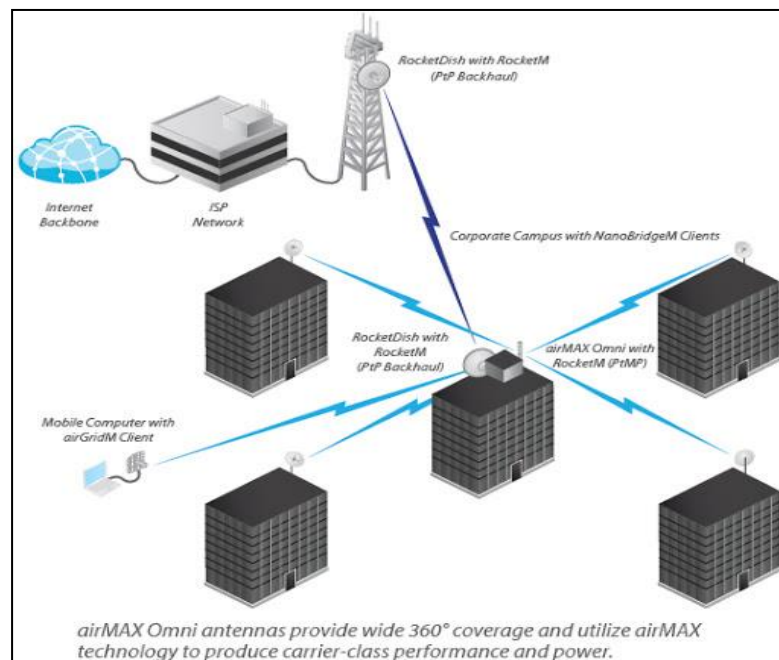 RocketDish with RocketM
(PtP Backhaul)
Internet
Backbone
ISP
Network
Corporate Campus with NanoBridgeM Clients
RocketDish with
RocketM
(PtP Backhaul)
airMAX Omni with
RocketM (PtMP)
Mobile Computer with
airGridM Client
airMAX Omni antennas provide wide 360° coverage and utilize airMAX
technology to produce carrier-class performance and power.